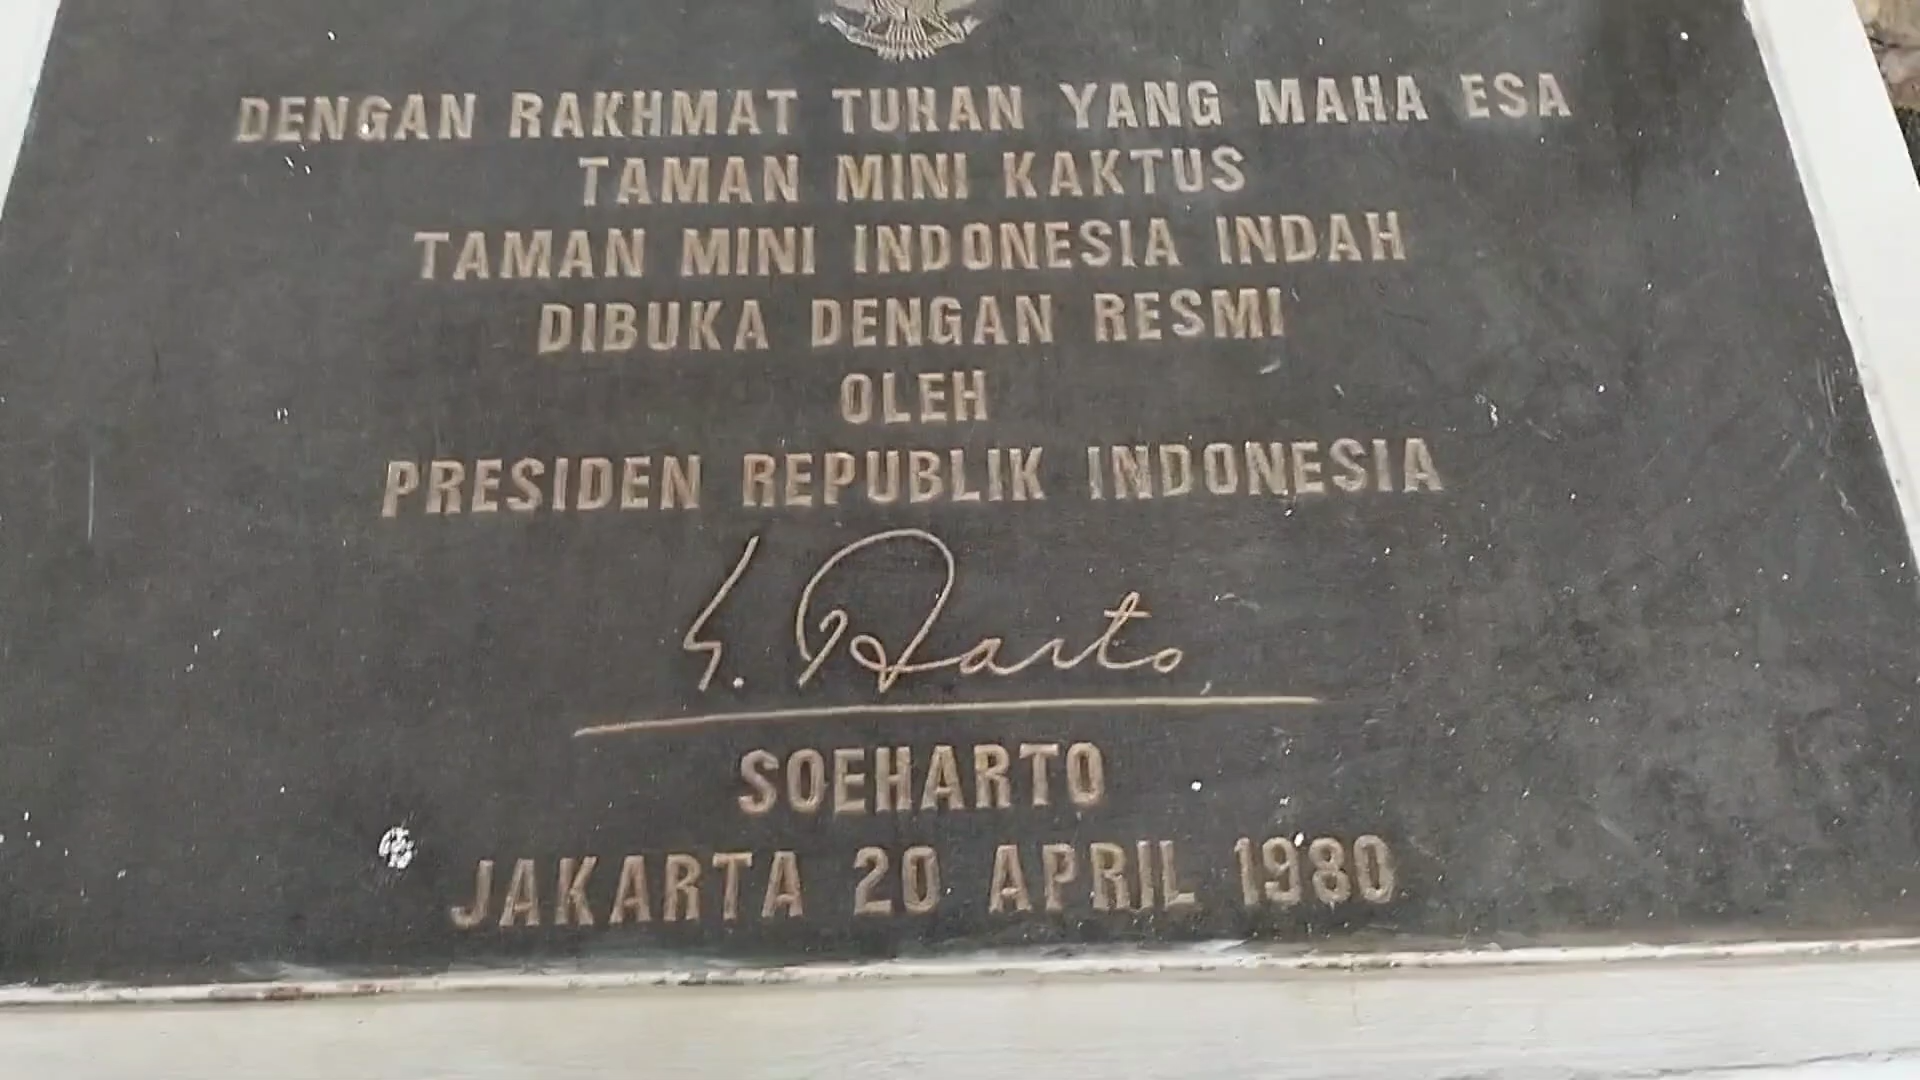 DENGAN RAKHMAT TUHAN YANG MAHA ESA
TAMAN MINI KAKTUS
TAMAN MINI INDONESIA INDAH
DIBUKA DENGAN RESMI
OLEH
PRESIDEN REPUBLIK INDONESIA
S. Harto
SOEHARTO
JAKARTA 20 APRIL 1980